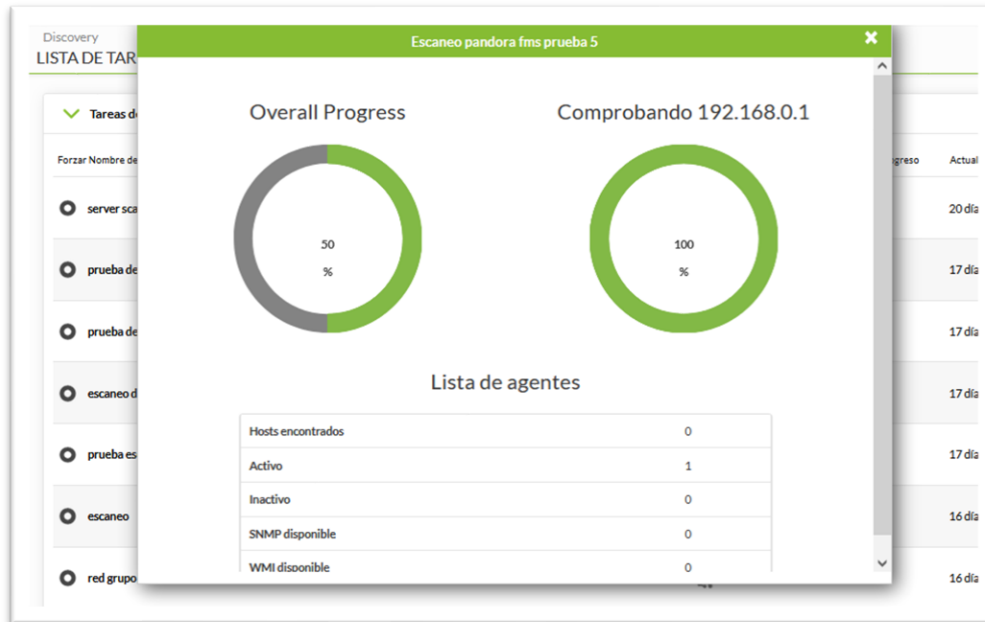 Discovery
LISTA DE TAR
Escaneo pandora fms prueba 5
Tareas d
Forzar Nombre de
greso Actual
server sca
20 día
prueba de
17 día
prueba de
17 día
escaneo d
17 día
prueba es
17 día
escaneo
16 día
red grupo
16 día
Overall Progress
Comprobando 192.168.0.1
50
%
100
%
Lista de agentes
Hosts encontrados 0
Activo 1
Inactivo 0
SNMP disponible 0
WMI disponible 0